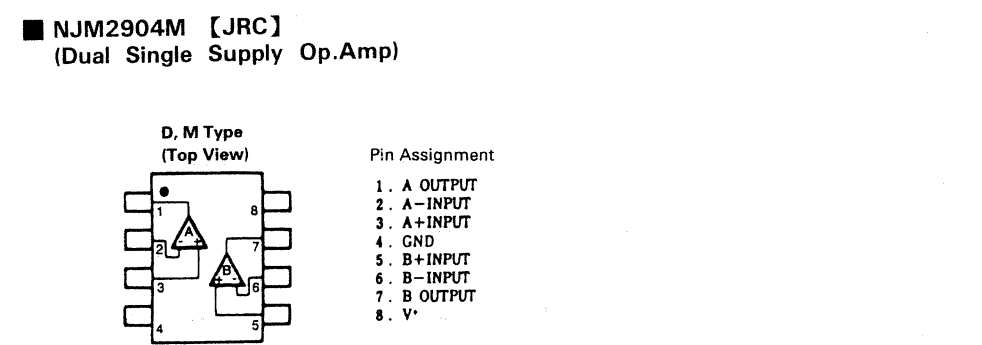 ■ NJM2904M 【JRC】
(Dual Single Supply Op.Amp)
D, M Type
(Top View)
Pin Assignment
1. A OUTPUT
2. A−INPUT
3. A+INPUT
4. GND
5. B+INPUT
6. B−INPUT
7. B OUTPUT
8. V⁺
1
8
A
- +
2
7
B
+ -
3
6
4
5